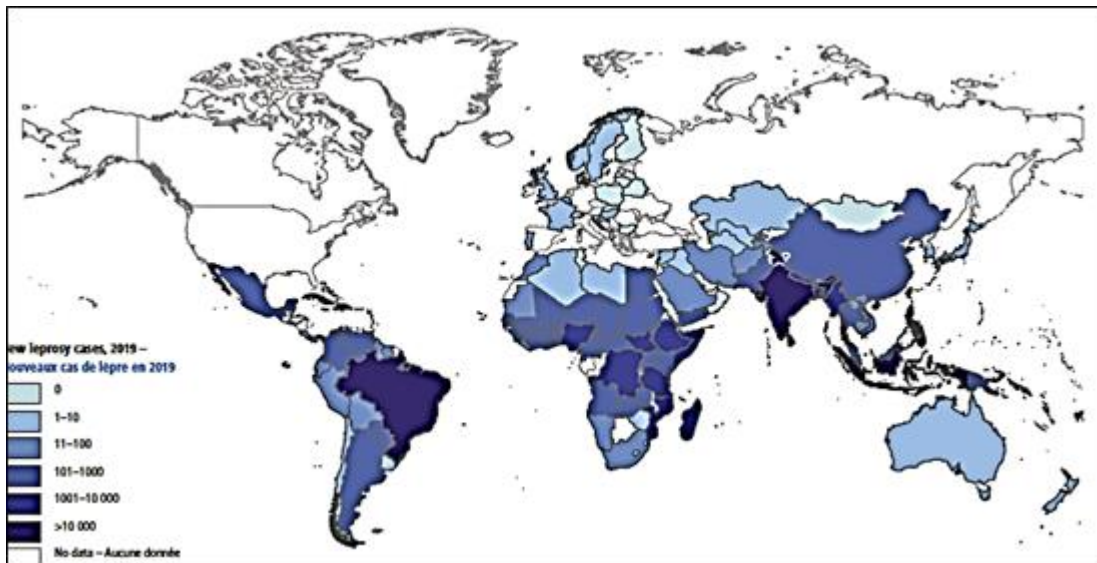 ew leprosy cases, 2019 –
ouveaux cas de lèpre en 2019
0
1–10
11–100
101–1000
1001–10 000
>10 000
No data – Aucune donnée